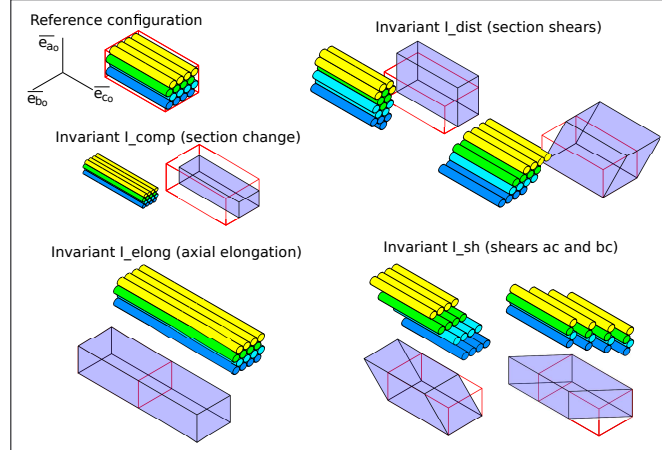 Reference configuration
e_ao
e_bo
e_co
Invariant I_dist (section shears)
Invariant I_comp (section change)
Invariant I_elong (axial elongation)
Invariant I_sh (shears ac and bc)